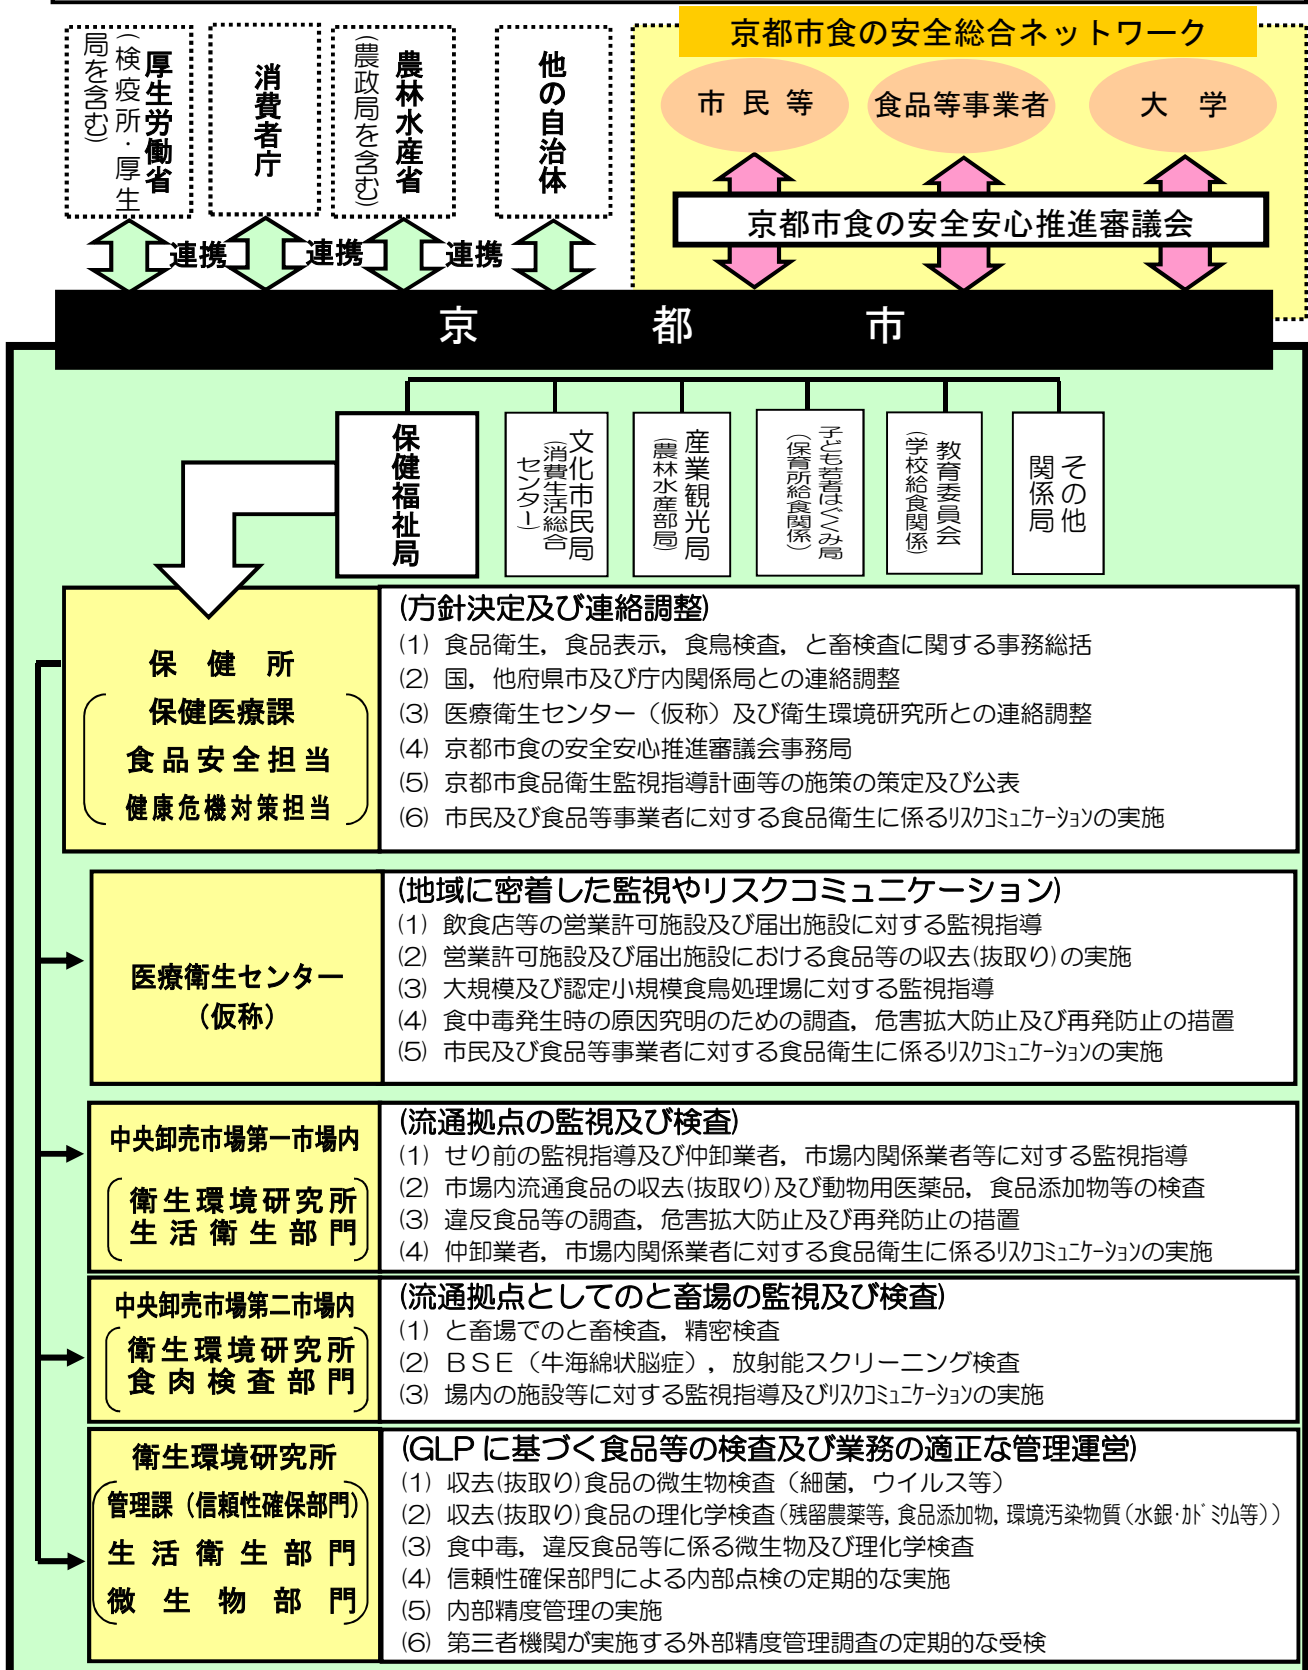 京都市食の安全総合ネットワーク
厚生労働省
(検疫所・厚生
局を含む)
消費者庁
農林水産省
(農政局を含む)
他の自治体
市民等
食品等事業者
大学
京都市食の安全安心推進審議会
連携
連携
連携
京都市
保健福祉局
文化市民局
(消費生活総合
センター)
産業観光局
(農林水産部局)
子ども若者はぐくみ局
(保育所給食関係)
教育委員会
(学校給食関係)
その他
関係局
保健所
保健医療課
食品安全担当
健康危機対策担当
(方針決定及び連絡調整)
(1) 食品衛生，食品表示，食鳥検査，と畜検査に関する事務総括
(2) 国，他府県市及び庁内関係局との連絡調整
(3) 医療衛生センター（仮称）及び衛生環境研究所との連絡調整
(4) 京都市食の安全安心推進審議会事務局
(5) 京都市食品衛生監視指導計画等の施策の策定及び公表
(6) 市民及び食品等事業者に対する食品衛生に係るﾘｽｸｺﾐｭﾆｹｰｼｮﾝの実施
医療衛生センター
（仮称）
(地域に密着した監視やリスクコミュニケーション)
(1) 飲食店等の営業許可施設及び届出施設に対する監視指導
(2) 営業許可施設及び届出施設における食品等の収去(抜取り)の実施
(3) 大規模及び認定小規模食鳥処理場に対する監視指導
(4) 食中毒発生時の原因究明のための調査，危害拡大防止及び再発防止の措置
(5) 市民及び食品等事業者に対する食品衛生に係るﾘｽｸｺﾐｭﾆｹｰｼｮﾝの実施
中央卸売市場第一市場内
衛生環境研究所
生活衛生部門
(流通拠点の監視及び検査)
(1) せり前の監視指導及び仲卸業者，市場内関係業者等に対する監視指導
(2) 市場内流通食品の収去(抜取り)及び動物用医薬品，食品添加物等の検査
(3) 違反食品等の調査，危害拡大防止及び再発防止の措置
(4) 仲卸業者，市場内関係業者に対する食品衛生に係るﾘｽｸｺﾐｭﾆｹｰｼｮﾝの実施
中央卸売市場第二市場内
衛生環境研究所
食肉検査部門
(流通拠点としてのと畜場の監視及び検査)
(1) と畜場でのと畜検査，精密検査
(2) ＢＳＥ（牛海綿状脳症），放射能スクリーニング検査
(3) 場内の施設等に対する監視指導及びﾘｽｸｺﾐｭﾆｹｰｼｮﾝの実施
衛生環境研究所
管理課（信頼性確保部門）
生活衛生部門
微生物部門
(GLP に基づく食品等の検査及び業務の適正な管理運営)
(1) 収去(抜取り)食品の微生物検査（細菌，ウイルス等）
(2) 収去(抜取り)食品の理化学検査（残留農薬等，食品添加物，環境汚染物質（水銀・ｶﾄﾞﾐｳﾑ等））
(3) 食中毒，違反食品等に係る微生物及び理化学検査
(4) 信頼性確保部門による内部点検の定期的な実施
(5) 内部精度管理の実施
(6) 第三者機関が実施する外部精度管理調査の定期的な受検